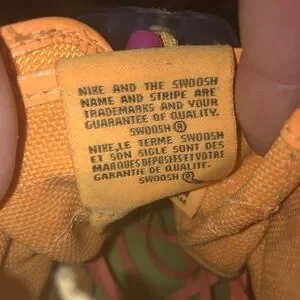 NIKE AND THE SWOOSH
NAME AND STRIPE ARE
TRADEMARKS AND YOUR
GUARANTEE OF QUALITY.
SWOOSH ®
NIKE, LE TERME SWOOSH
ET SON SIGLE SONT DES
MARQUES DEPOSEES ET VOTRE
GARANTIE DE QUALITE.
SWOOSH ®